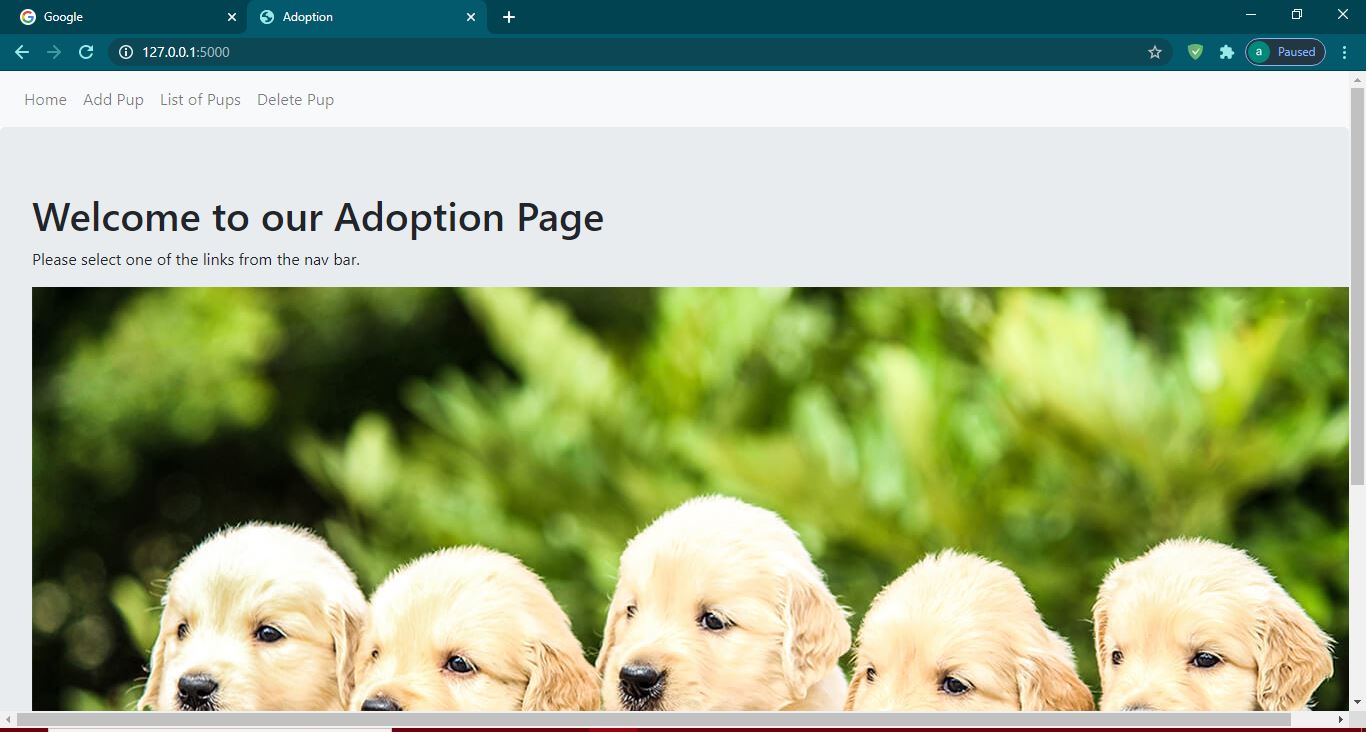 Google
Adoption
127.0.0.1:5000
a
Paused
Home Add Pup List of Pups Delete Pup
Welcome to our Adoption Page
Please select one of the links from the nav bar.